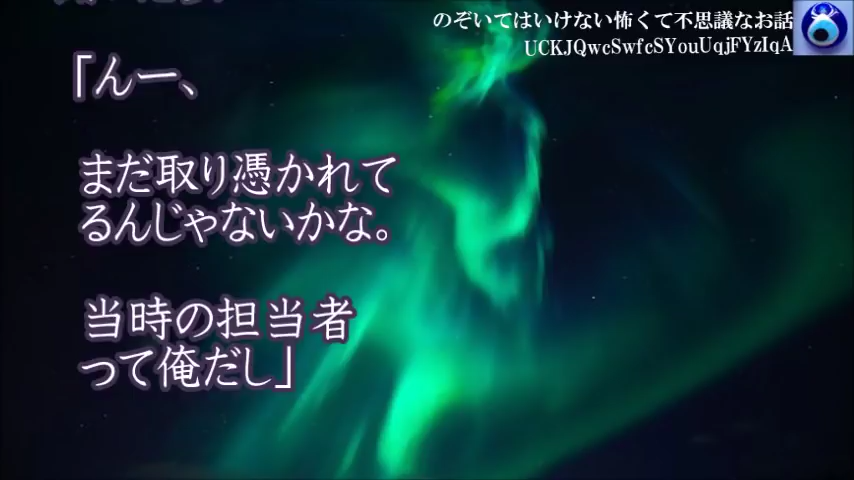 のぞいてはいけない怖くて不思議なお話
UCKJQwcSwfcSYouUqjFYzIqA
「んー、
まだ取り憑かれて
るんじゃないかな。
当時の担当者
って俺だし」